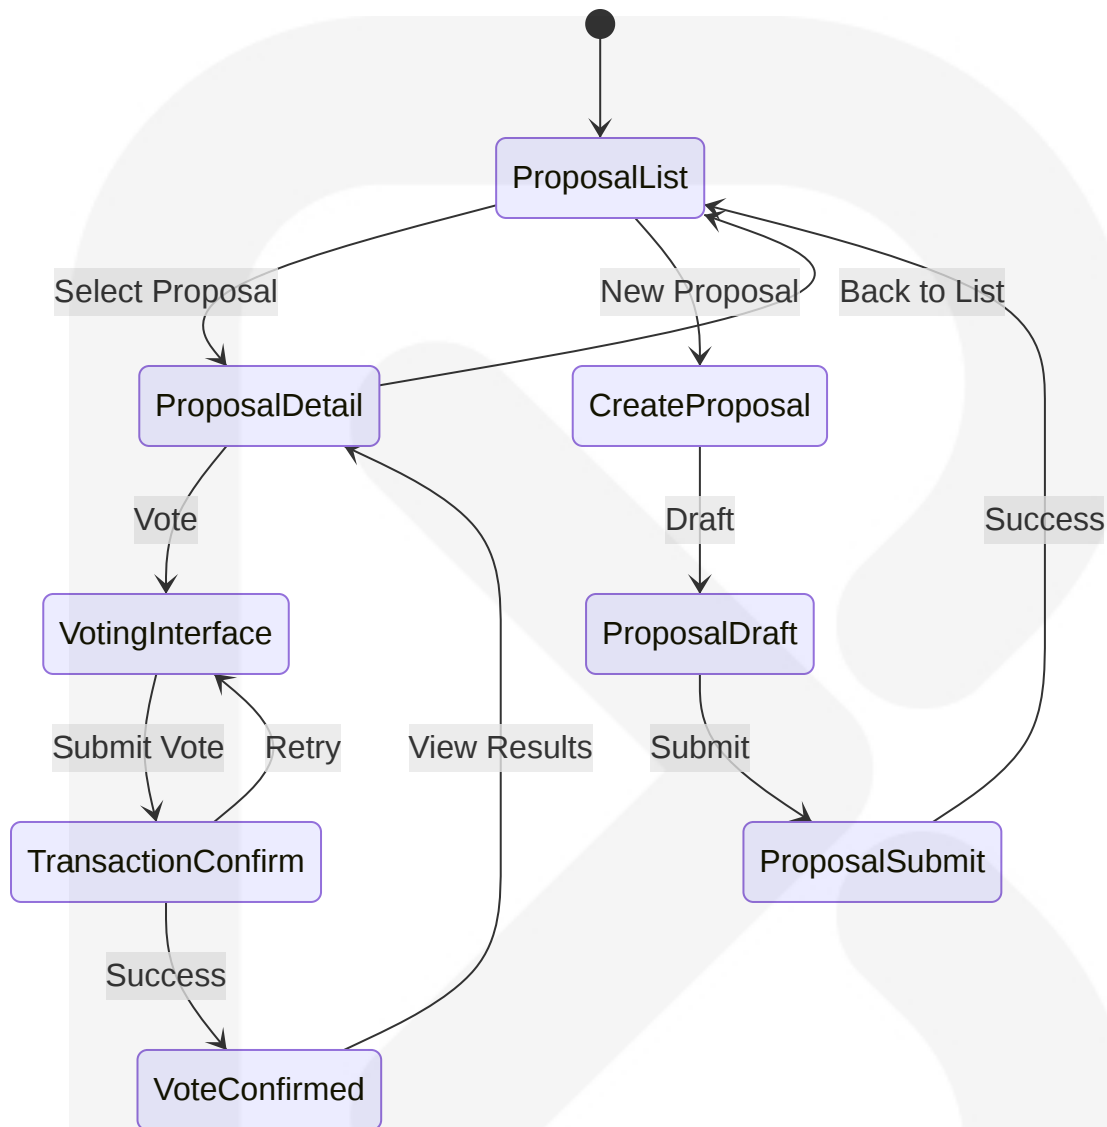 ProposalList
Select Proposal
New Proposal
Back to List
ProposalDetail
CreateProposal
Vote
Draft
Success
VotingInterface
ProposalDraft
Submit Vote
Retry
View Results
Submit
TransactionConfirm
ProposalSubmit
Success
VoteConfirmed